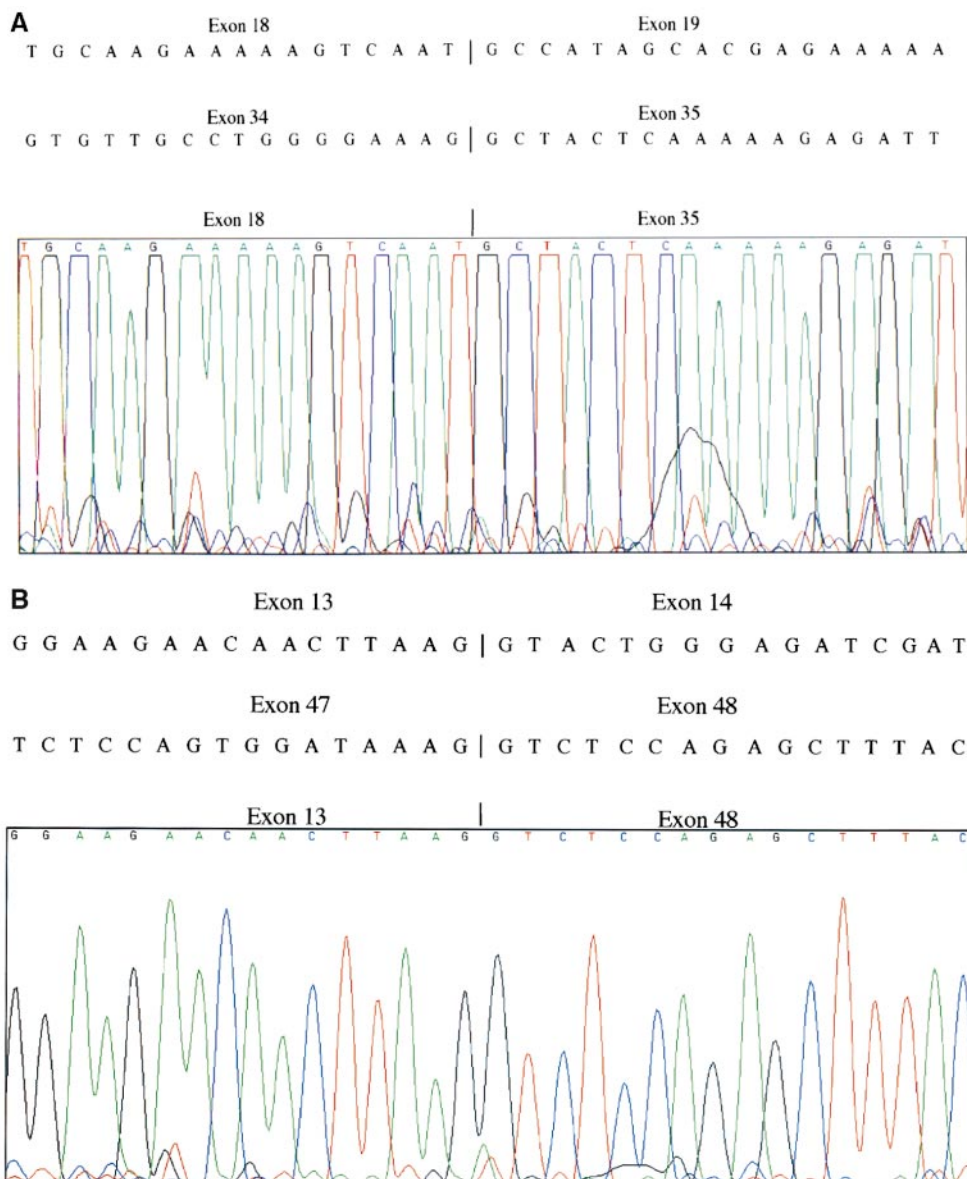 A
Exon 18 Exon 19
T G C A A G A A A A A G T C A A T | G C C A T A G C A C G A G A A A A A
Exon 34 Exon 35
G T G T T G C C T G G G G A A A G | G C T A C T C A A A A A G A G A T T
Exon 18 | Exon 35
T G C A A G A A A A A G T C A A T G C T A C T C A A A A A G A G A T
B
Exon 13 Exon 14
G G A A G A A C A A C T T A A G | G T A C T G G G A G A T C G A T
Exon 47 Exon 48
T C T C C A G T G G A T A A A G | G T C T C C A G A G C T T T A C
Exon 13 | Exon 48
G G A A G A A C A A C T T A A G G T C T C C A G A G C T T T A C